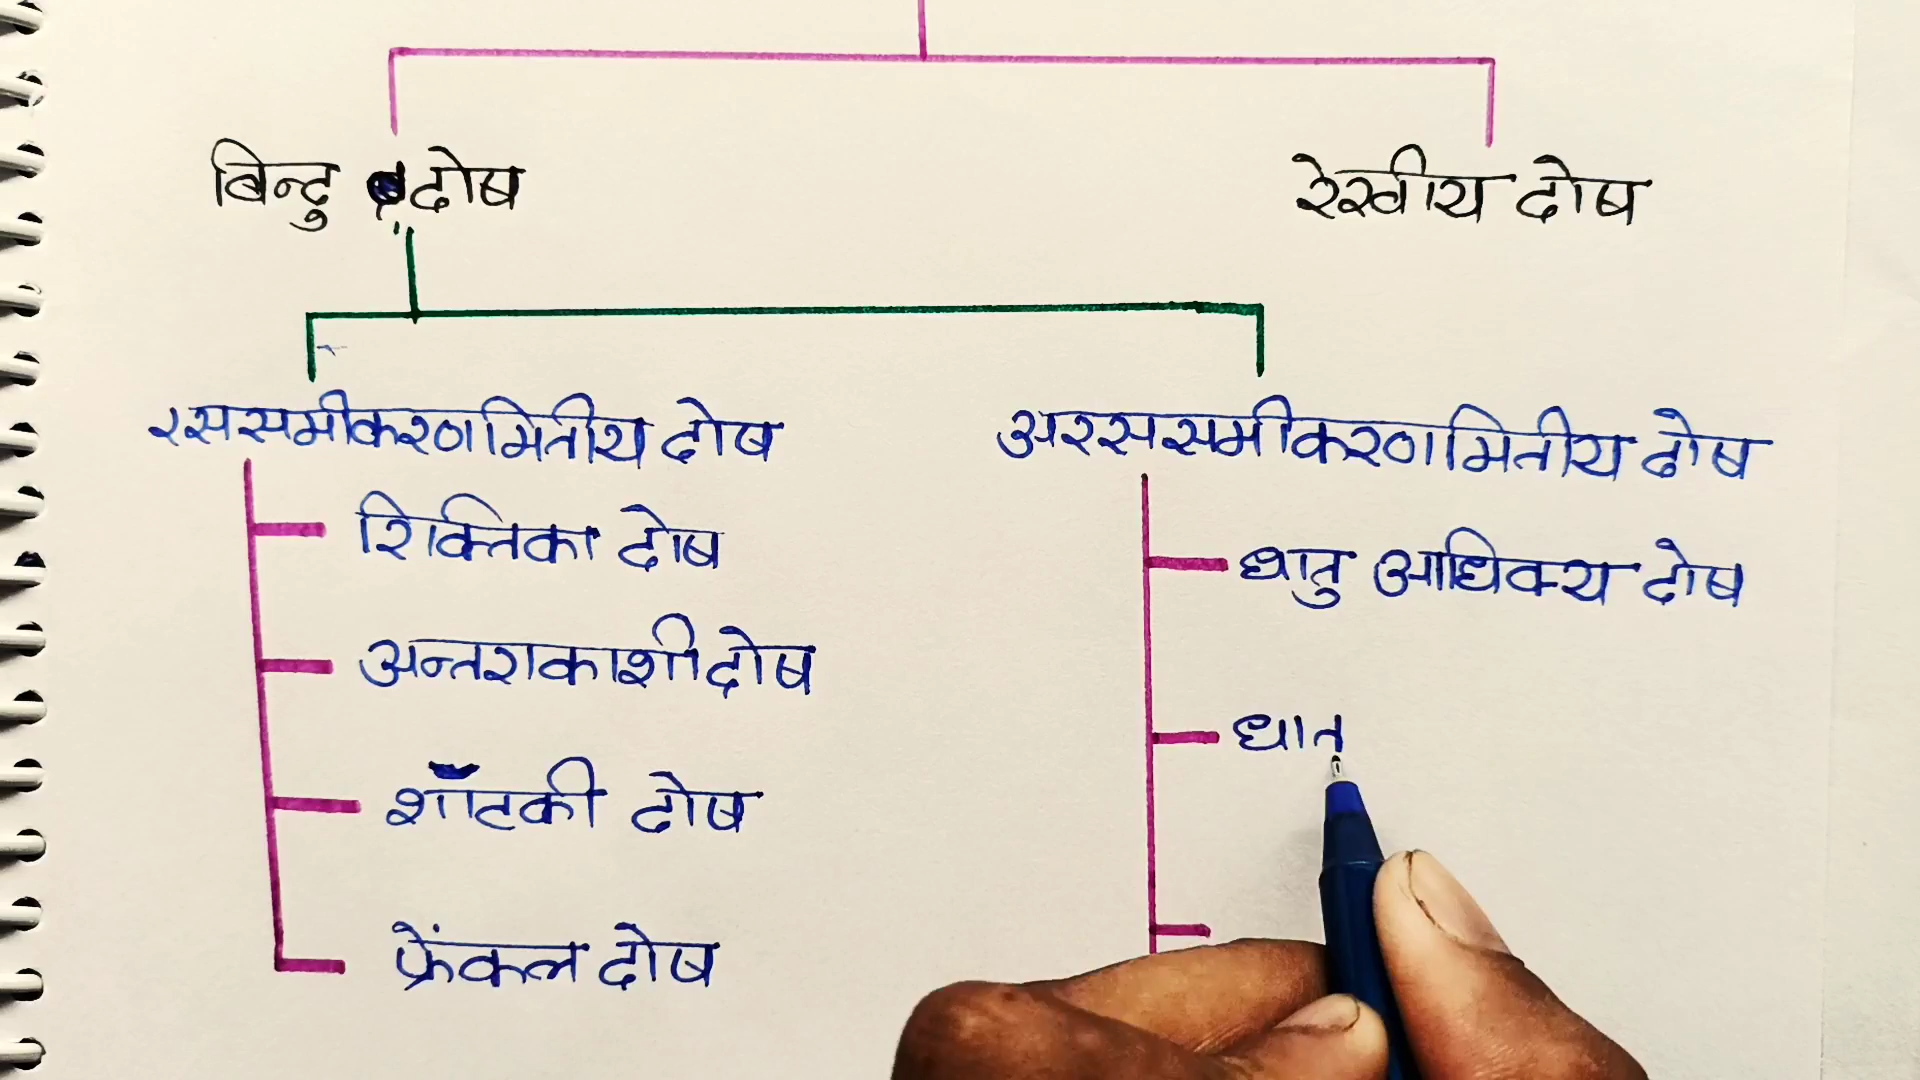 बिन्दु दोष
रेखीय दोष
रससमीकरणमितीय दोष
अरससमीकरणमितीय दोष
रिक्तिका दोष
अन्तराकाशी दोष
शॉटकी दोष
फ्रेंकल दोष
धातु आधिक्य दोष
धात